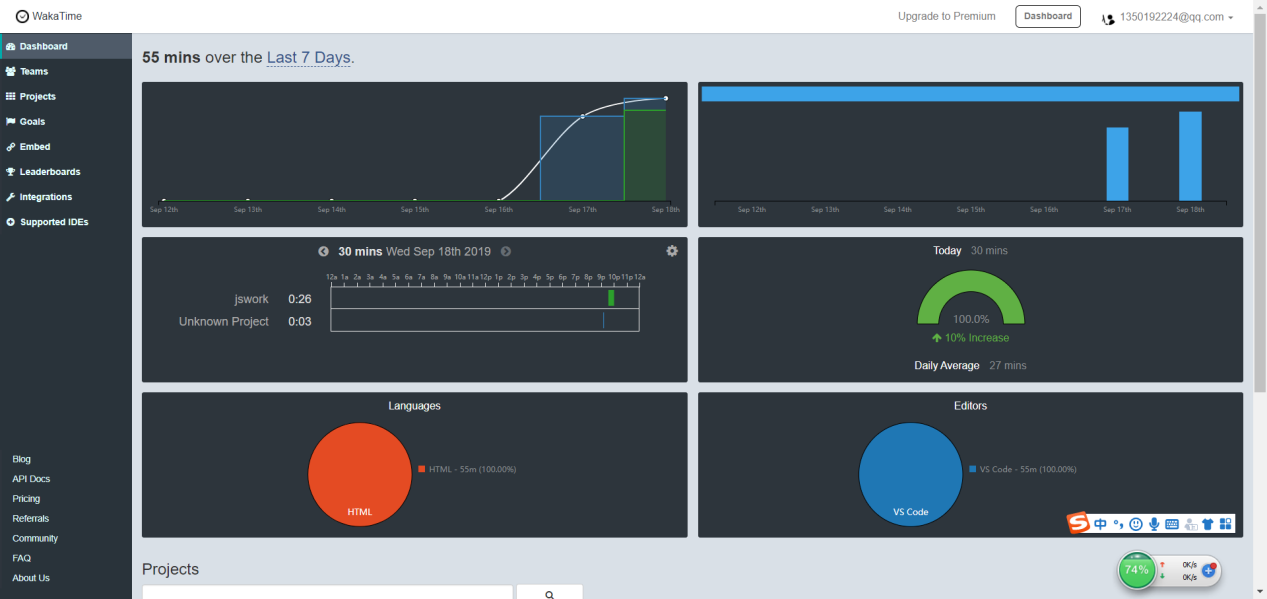 WakaTime
Upgrade to Premium
Dashboard
1350192224@qq.com
Dashboard
Teams
Projects
Goals
Embed
Leaderboards
Integrations
Supported IDEs
Blog
API Docs
Pricing
Referrals
Community
FAQ
About Us
55 mins over the Last 7 Days.
Sep 12th Sep 13th Sep 14th Sep 15th Sep 16th Sep 17th Sep 18th
Sep 12th Sep 13th Sep 14th Sep 15th Sep 16th Sep 17th Sep 18th
30 mins Wed Sep 18th 2019
12a 1a 2a 3a 4a 5a 6a 7a 8a 9a 10a 11a 12p 1p 2p 3p 4p 5p 6p 7p 8p 9p 10p 11p 12a
jswork 0:26
Unknown Project 0:03
Today 30 mins
100.0%
10% Increase
Daily Average 27 mins
Languages
HTML
HTML - 55m (100.00%)
Editors
VS Code
VS Code - 55m (100.00%)
S 中
74%
0K/s
0K/s
Projects